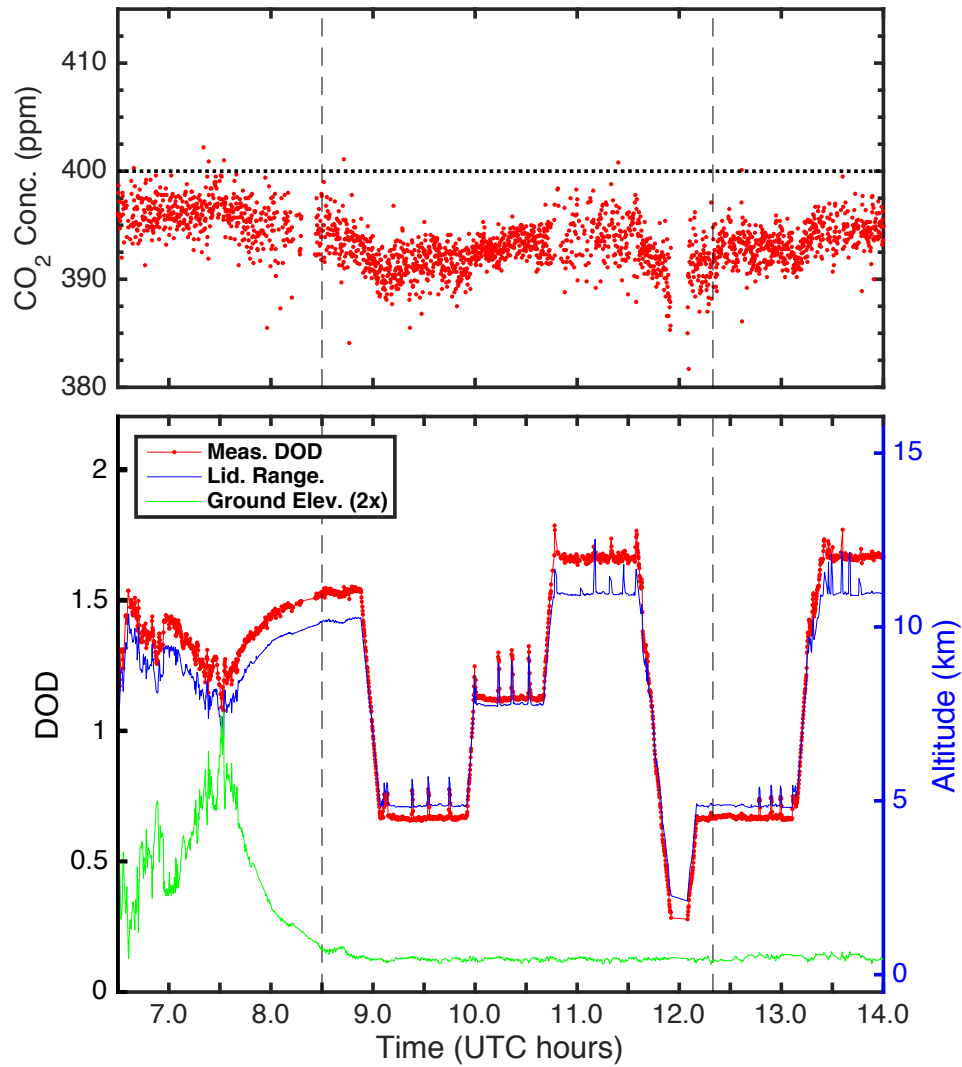 CO2 Conc. (ppm)
410
400
390
380
Meas. DOD
Lid. Range.
Ground Elev. (2x)
DOD
2
1.5
1
0.5
0
Altitude (km)
15
10
5
0
7.0 8.0 9.0 10.0 11.0 12.0 13.0 14.0
Time (UTC hours)